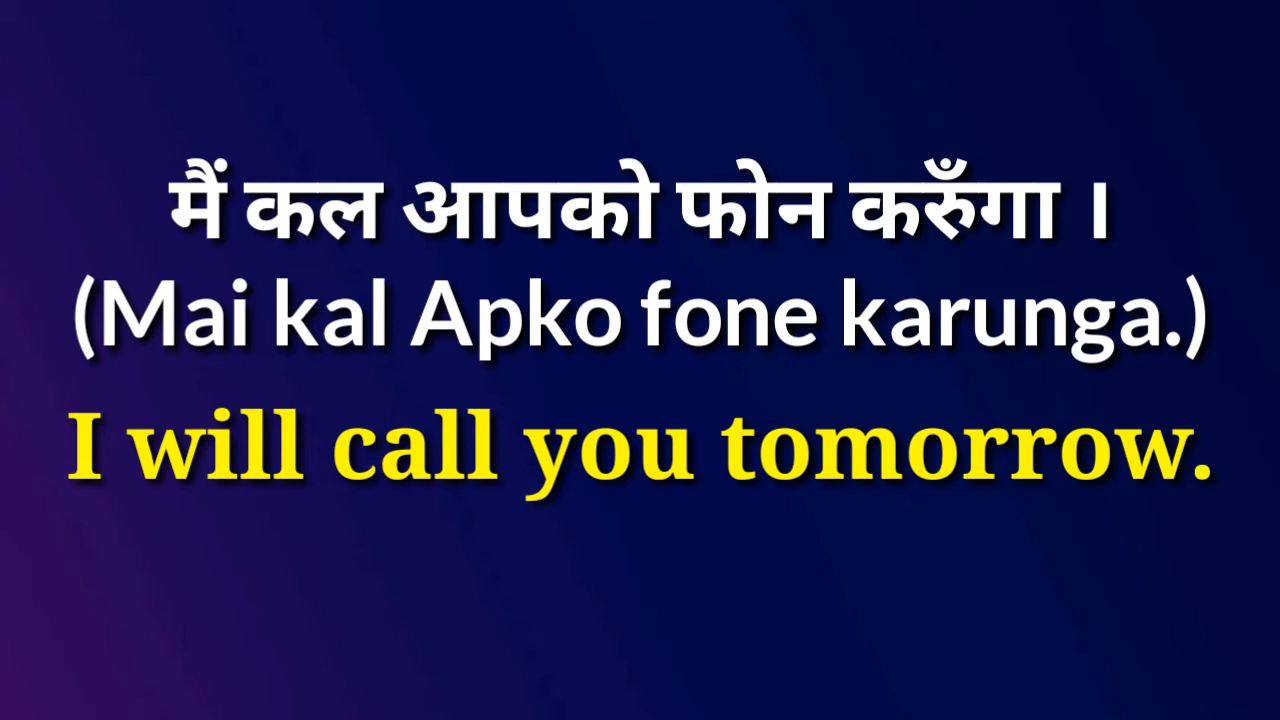 मैं कल आपको फोन करुँगा ।
(Mai kal Apko fone karunga.)
I will call you tomorrow.